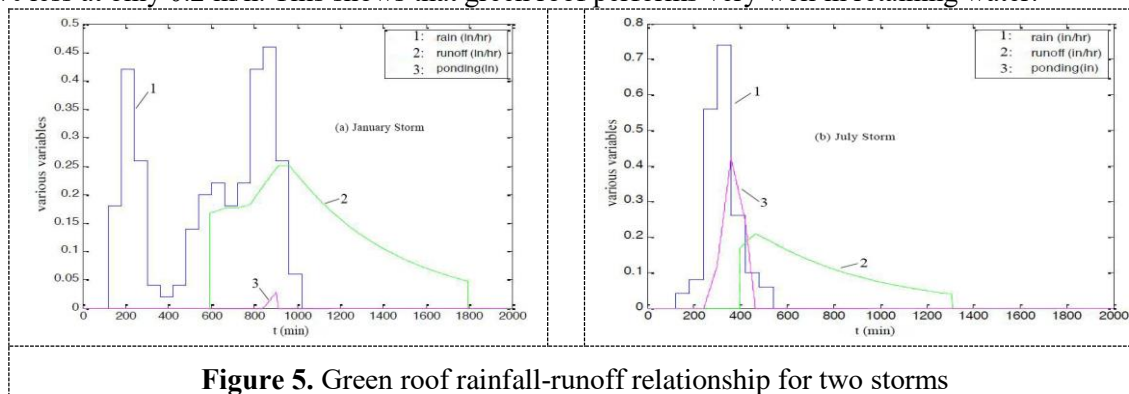 0.5
1: rain (in/hr)
2: runoff (in/hr)
3: ponding(in)
0.45
0.4
0.35
0.3
0.25
0.2
0.15
0.1
0.05
0
various variables
1
2
3
(a) January Storm
0 200 400 600 800 1000 1200 1400 1600 1800 2000
t (min)
0.8
1: rain (in/hr)
2: runoff (in/hr)
3: ponding(in)
0.7
0.6
0.5
0.4
0.3
0.2
0.1
0
various variables
1
3
2
(b) July Storm
0 200 400 600 800 1000 1200 1400 1600 1800 2000
t (min)
Figure 5. Green roof rainfall-runoff relationship for two storms